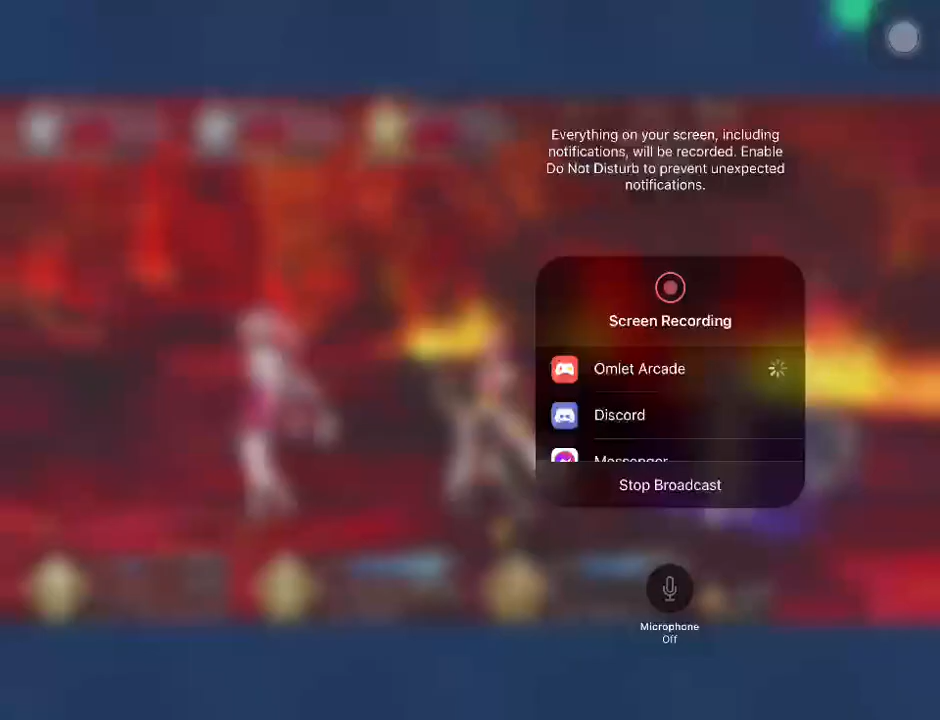 Everything on your screen, including
notifications, will be recorded. Enable
Do Not Disturb to prevent unexpected
notifications.
Screen Recording
Omlet Arcade
Discord
Messenger
Stop Broadcast
Microphone
Off